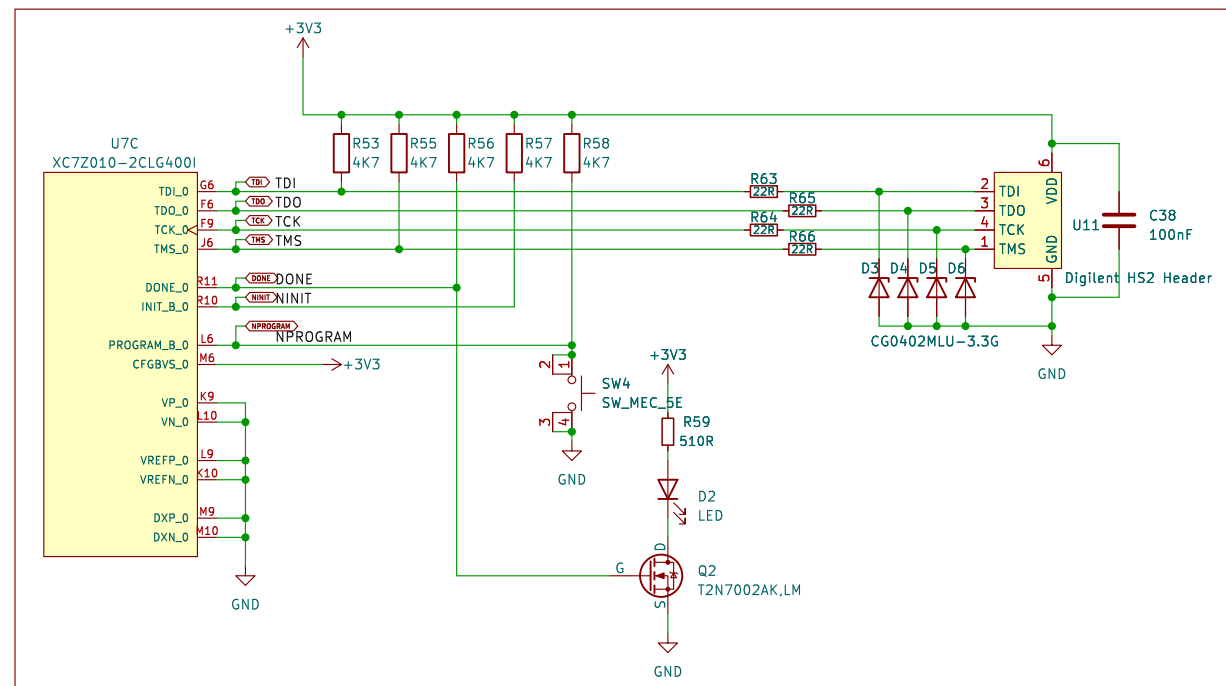 +3V3
U7C
XC7Z010-2CLG400I
R53
4K7
R55
4K7
R56
4K7
R57
4K7
R58
4K7
TDI_0
G6
TDI
TDI
TDO_0
F6
TDO
TDO
TCK_0
F9
TCK
TCK
TMS_0
J6
TMS
TMS
DONE_0
R11
DONE
DONE
INIT_B_0
R10
NINIT
NINIT
PROGRAM_B_0
L6
NPROGRAM
NPROGRAM
CFGBVS_0
M6
+3V3
VP_0
K9
VN_0
L10
VREFP_0
L9
VREFN_0
K10
DXP_0
M9
DXN_0
M10
GND
R63
22R
R65
22R
R64
22R
R66
22R
6
VDD
2
TDI
3
TDO
4
TCK
1
TMS
GND
5
U11
Digilent HS2 Header
C38
100nF
D3
D4
D5
D6
CG0402MLU-3.3G
GND
2
1
3
4
SW4
SW_MEC_5E
GND
+3V3
R59
510R
D2
LED
D
G
S
Q2
T2N7002AK,LM
GND